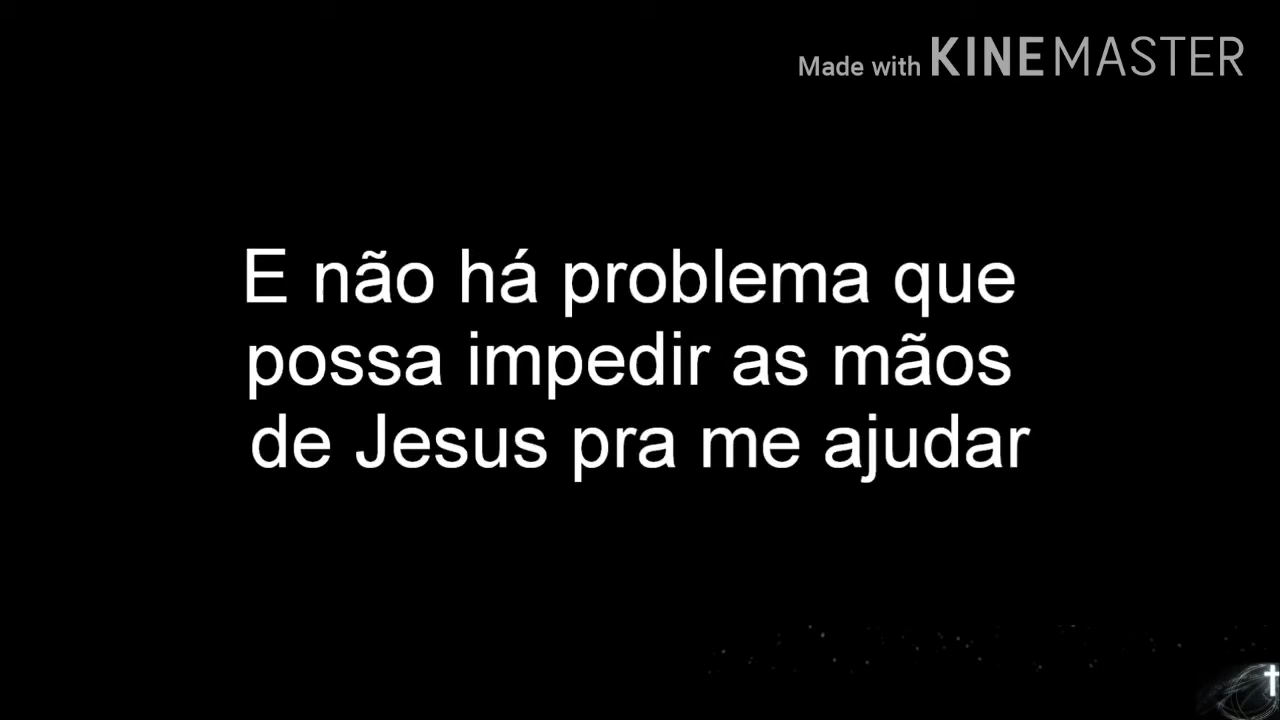 Made with KINEMASTER
E não há problema que
possa impedir as mãos
de Jesus pra me ajudar